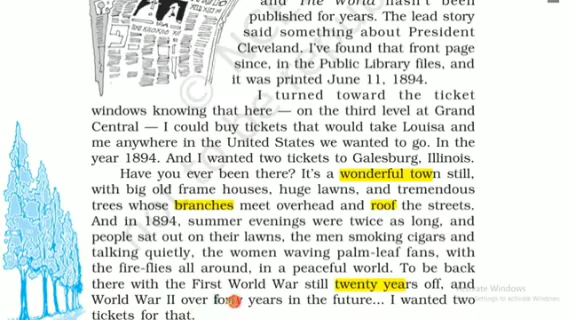 and The World hasn't been
published for years. The lead story
said something about President
Cleveland. I've found that front page
since, in the Public Library files, and
it was printed June 11, 1894.
I turned toward the ticket
windows knowing that here — on the third level at Grand
Central — I could buy tickets that would take Louisa and
me anywhere in the United States we wanted to go. In the
year 1894. And I wanted two tickets to Galesburg, Illinois.
Have you ever been there? It's a wonderful town still,
with big old frame houses, huge lawns, and tremendous
trees whose branches meet overhead and roof the streets.
And in 1894, summer evenings were twice as long, and
people sat out on their lawns, the men smoking cigars and
talking quietly, the women waving palm-leaf fans, with
the fire-flies all around, in a peaceful world. To be back
there with the First World War still twenty years off, and
World War II over forty years in the future... I wanted two
tickets for that.
Activate Windows
Settings to activate Windows